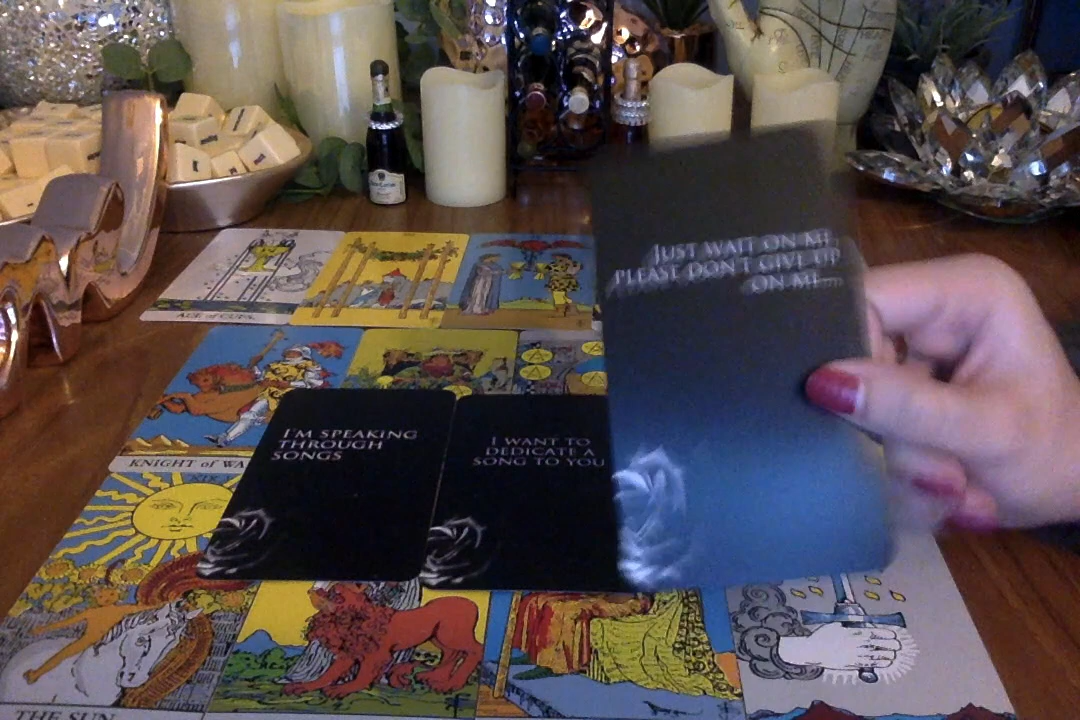 JUST WAIT ON ME
PLEASE DON'T GIVE UP
ON ME...
ACE of CUPS.
I'M SPEAKING
THROUGH
SONGS
I WANT TO
DEDICATE A
SONG TO YOU
KNIGHT of WA
XIX
THE SUN